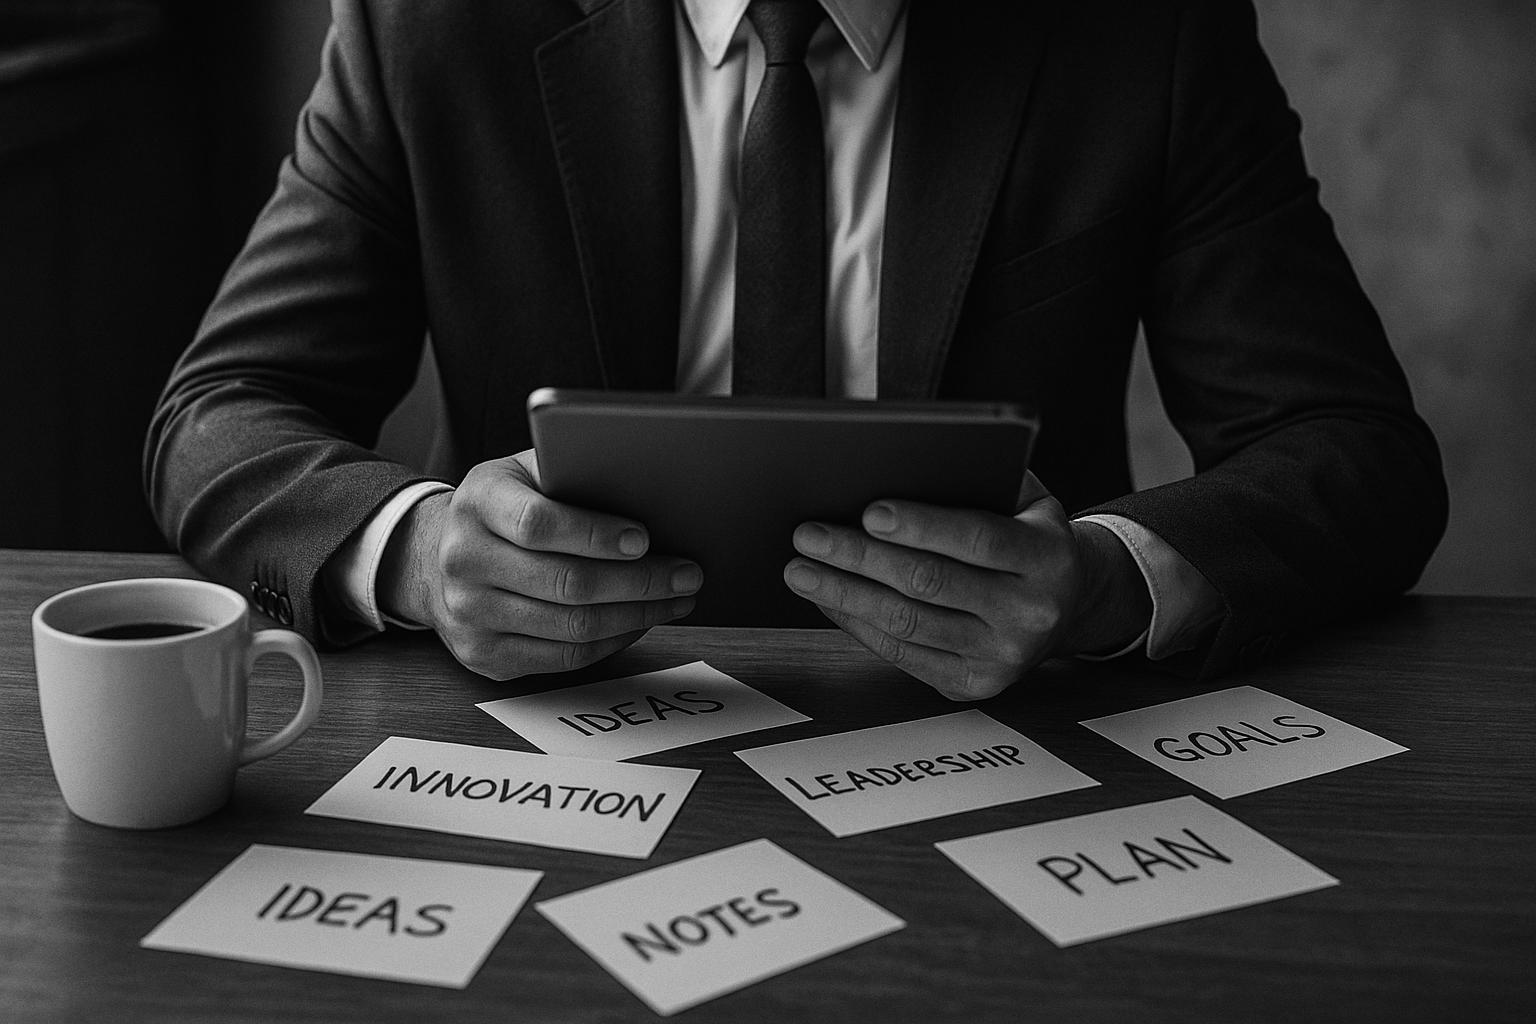 IDEAS
INNOVATION
LEADERSHIP
GOALS
IDEAS
NOTES
PLAN